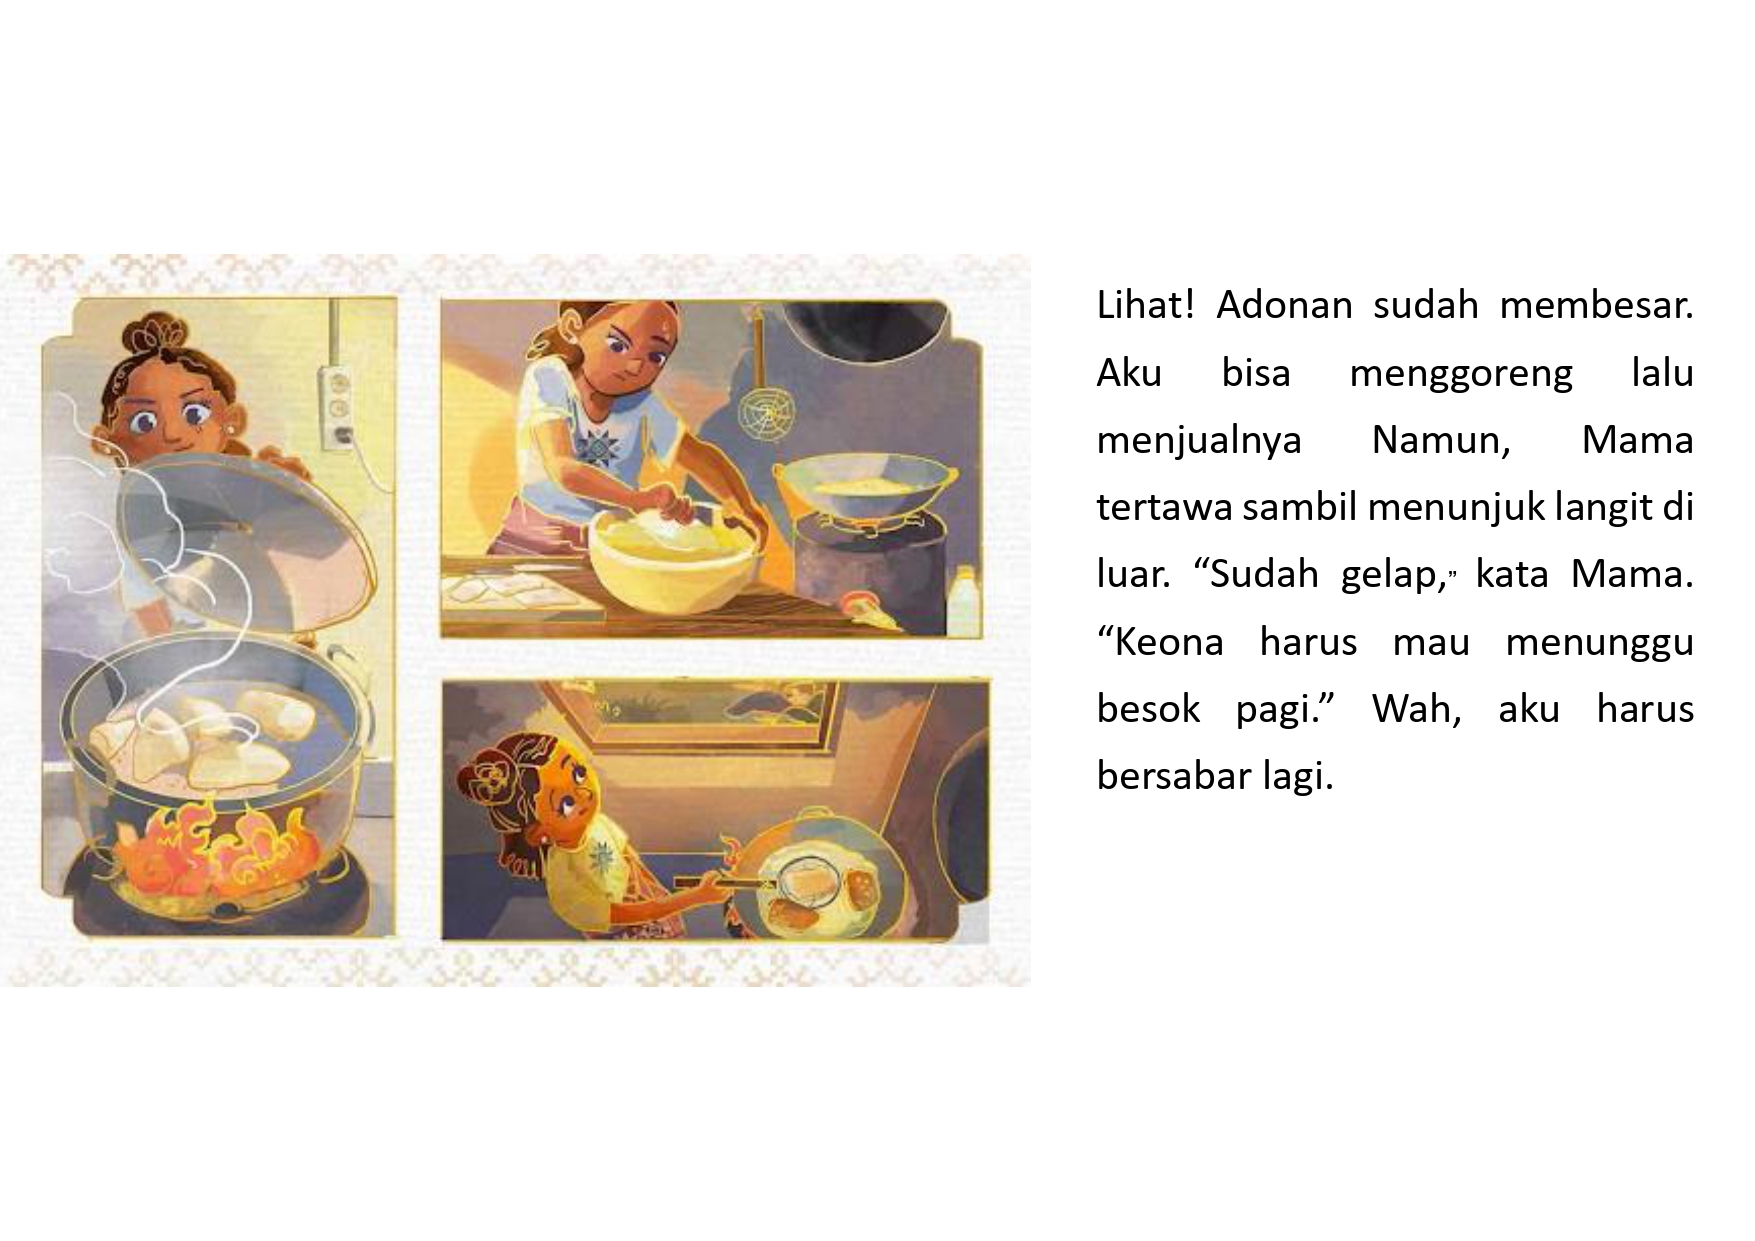 Lihat! Adonan sudah membesar.
Aku bisa menggoreng lalu
menjualnya Namun, Mama
tertawa sambil menunjuk langit di
luar. “Sudah gelap,” kata Mama.
“Keona harus mau menunggu
besok pagi.” Wah, aku harus
bersabar lagi.